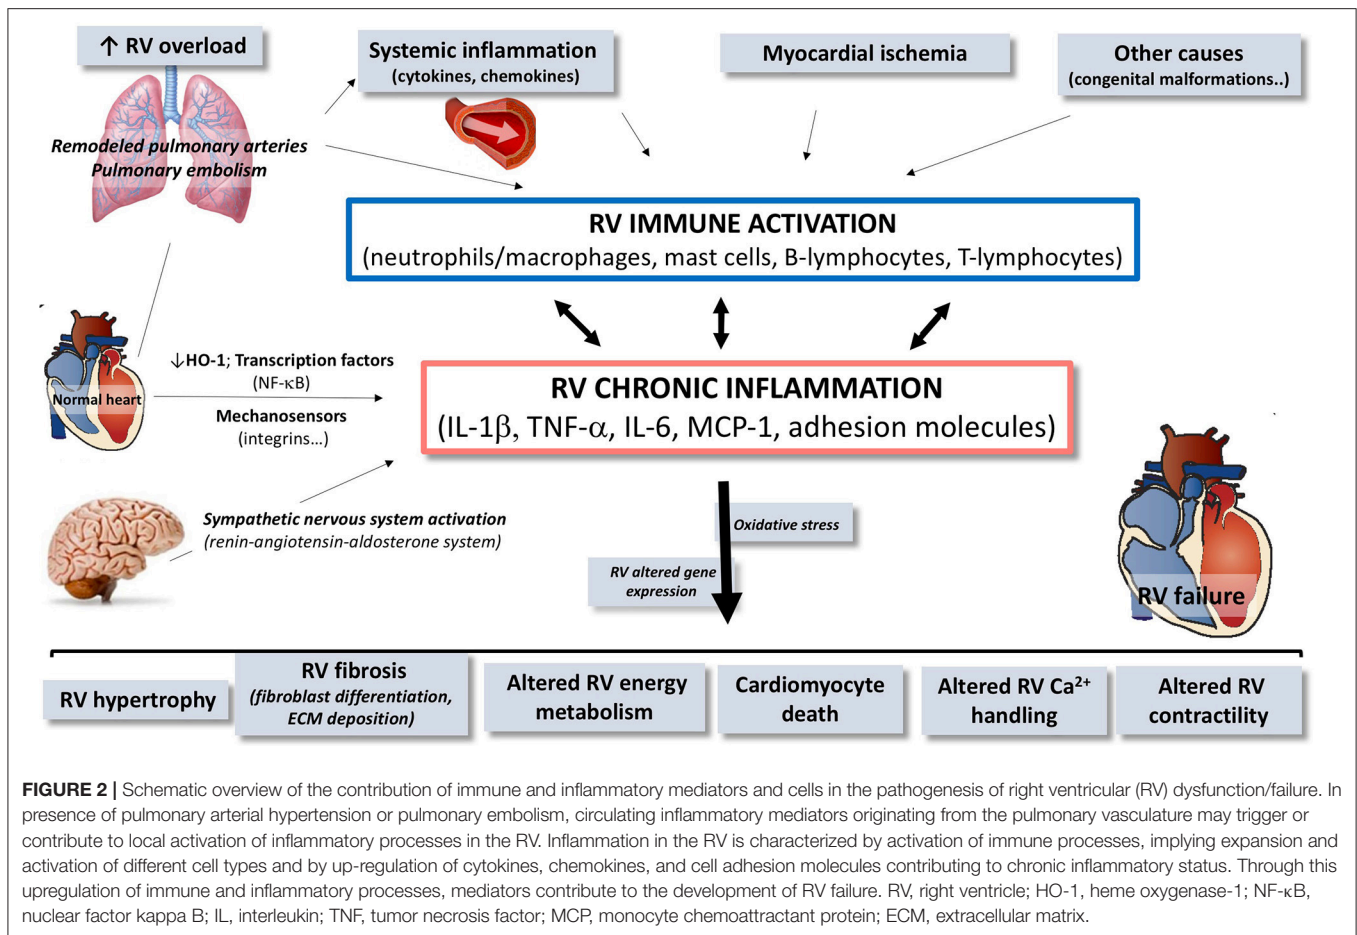 ↑ RV overload
Systemic inflammation
(cytokines, chemokines)
Myocardial ischemia
Other causes
(congenital malformations..)
Remodeled pulmonary arteries
Pulmonary embolism
RV IMMUNE ACTIVATION
(neutrophils/macrophages, mast cells, B-lymphocytes, T-lymphocytes)
Normal heart
↓HO-1; Transcription factors
(NF-κB)
Mechanosensors
(integrins...)
RV CHRONIC INFLAMMATION
(IL-1β, TNF-α, IL-6, MCP-1, adhesion molecules)
Sympathetic nervous system activation
(renin-angiotensin-aldosterone system)
Oxidative stress
RV altered gene
expression
RV failure
RV hypertrophy
RV fibrosis
(fibroblast differentiation,
ECM deposition)
Altered RV energy
metabolism
Cardiomyocyte
death
Altered RV Ca²⁺
handling
Altered RV
contractility
FIGURE 2 | Schematic overview of the contribution of immune and inflammatory mediators and cells in the pathogenesis of right ventricular (RV) dysfunction/failure. In
presence of pulmonary arterial hypertension or pulmonary embolism, circulating inflammatory mediators originating from the pulmonary vasculature may trigger or
contribute to local activation of inflammatory processes in the RV. Inflammation in the RV is characterized by activation of immune processes, implying expansion and
activation of different cell types and by up-regulation of cytokines, chemokines, and cell adhesion molecules contributing to chronic inflammatory status. Through this
upregulation of immune and inflammatory processes, mediators contribute to the development of RV failure. RV, right ventricle; HO-1, heme oxygenase-1; NF-κB,
nuclear factor kappa B; IL, interleukin; TNF, tumor necrosis factor; MCP, monocyte chemoattractant protein; ECM, extracellular matrix.